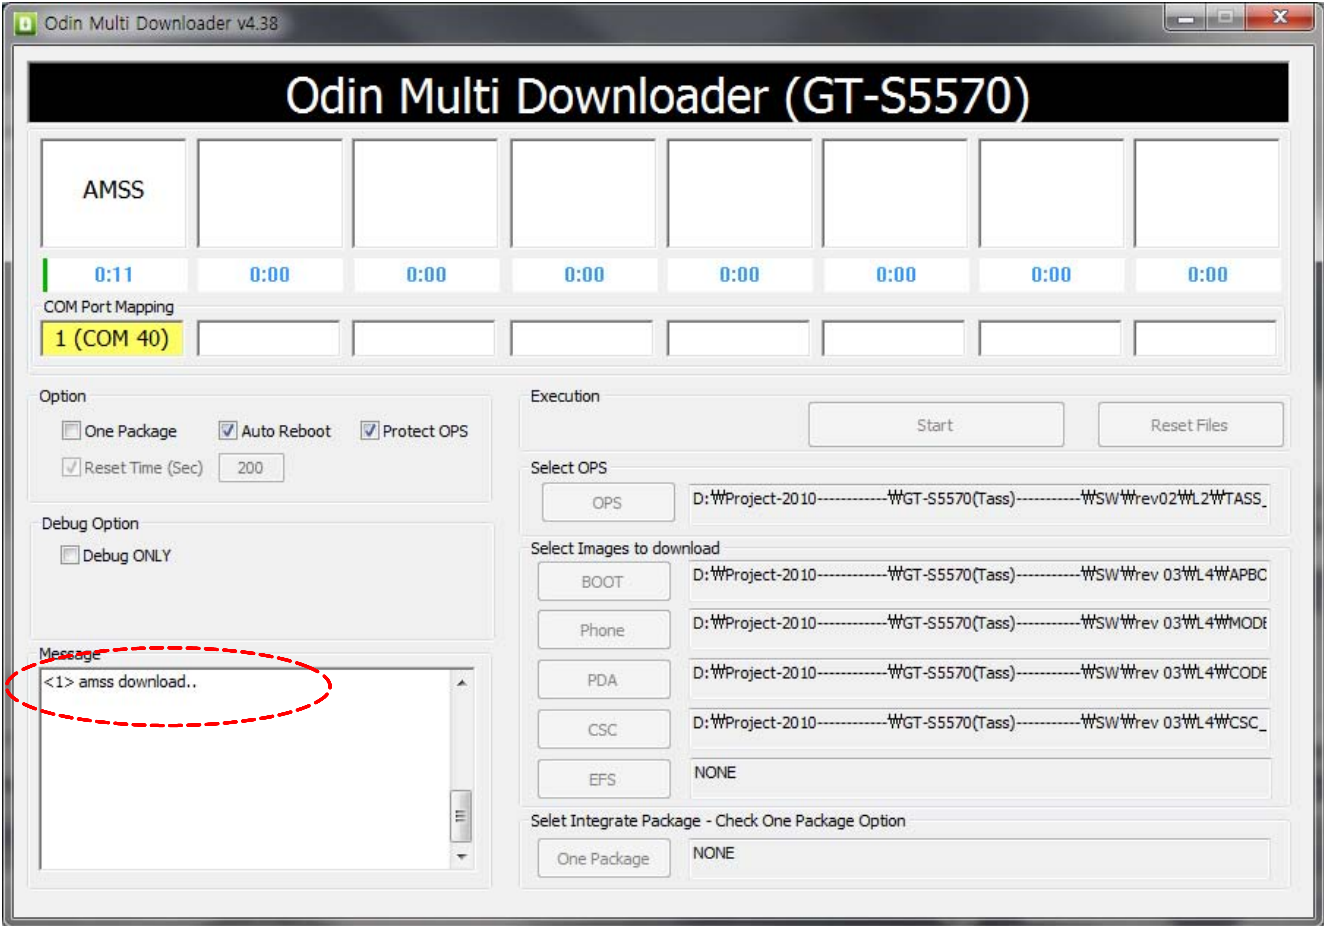 Odin Multi Downloader v4.38
Odin Multi Downloader (GT-S5570)
AMSS
0:11 0:00 0:00 0:00 0:00 0:00 0:00 0:00
COM Port Mapping
1 (COM 40)
Option
One Package Auto Reboot Protect OPS
Reset Time (Sec) 200
Debug Option
Debug ONLY
Message
<1> amss download..
Execution
Start Reset Files
Select OPS
OPS D:₩Project-2010------------₩GT-S5570(Tass)-----------₩SW₩rev02₩L2₩TASS_
Select Images to download
BOOT D:₩Project-2010------------₩GT-S5570(Tass)-----------₩SW₩rev 03₩L4₩APBC
Phone D:₩Project-2010------------₩GT-S5570(Tass)-----------₩SW₩rev 03₩L4₩MODE
PDA D:₩Project-2010------------₩GT-S5570(Tass)-----------₩SW₩rev 03₩L4₩CODE
CSC D:₩Project-2010------------₩GT-S5570(Tass)-----------₩SW₩rev 03₩L4₩CSC_
EFS NONE
Selet Integrate Package - Check One Package Option
One Package NONE